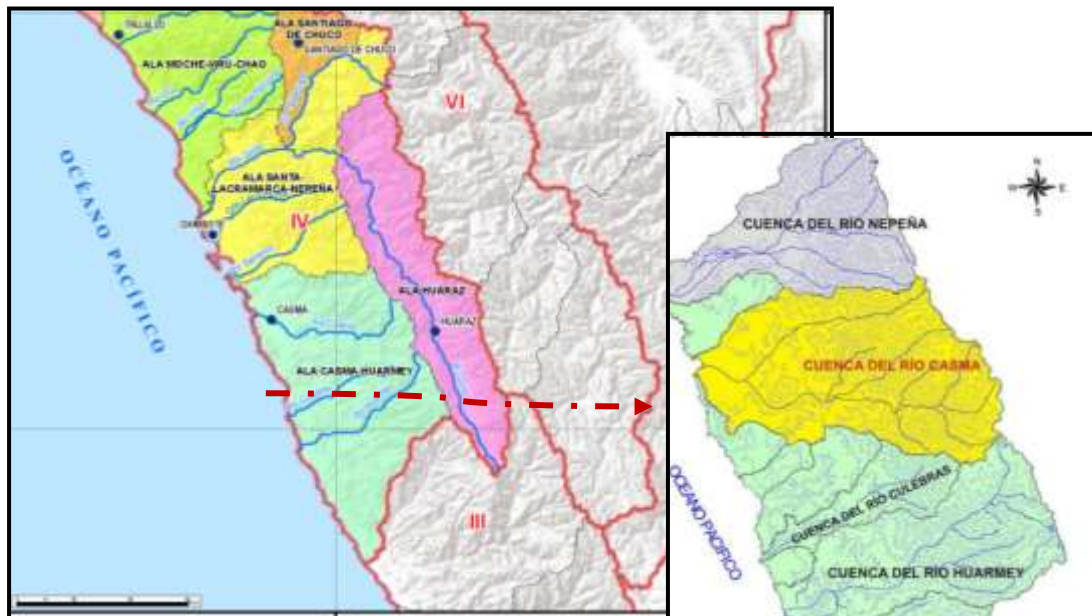 ALA SANTIAGO
DE CHUCO
SANTIAGO DE CHUCO
ALA MOCHE-VIRU-CHAO
VI
OCÉANO PACÍFICO
ALA SANTA-
LACRAMARCA-NEPEÑA
IV
ALA-HUARAZ
CASMA
HUARAZ
ALA CASMA-HUARMEY
III
N
W
E
S
CUENCA DEL RÍO NEPEÑA
CUENCA DEL RÍO CASMA
CUENCA DEL RÍO CULEBRAS
OCEANO PACIFICO
CUENCA DEL RÍO HUARMEY